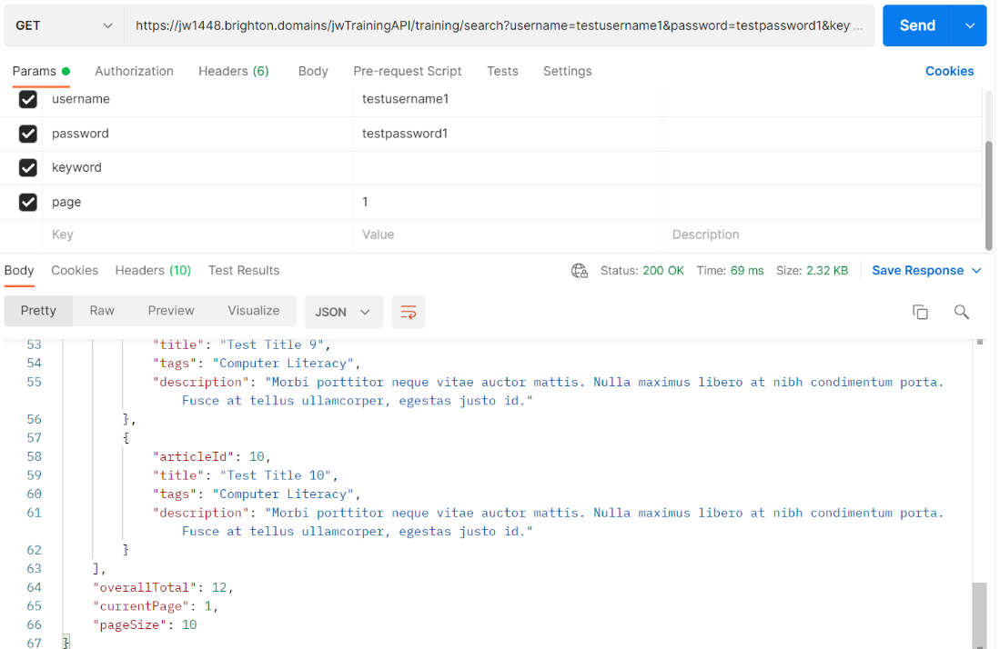 GET
https://jw1448.brighton.domains/jwTrainingAPI/training/search?username=testusername1&password=testpassword1&key ...
Send
Params Authorization Headers (6) Body Pre-request Script Tests Settings Cookies
username testusername1
password testpassword1
keyword
page 1
Key Value Description
Body Cookies Headers (10) Test Results Status: 200 OK Time: 69 ms Size: 2.32 KB Save Response
Pretty Raw Preview Visualize JSON
53 "title": "Test Title 9",
54 "tags": "Computer Literacy",
55 "description": "Morbi porttitor neque vitae auctor mattis. Nulla maximus libero at nibh condimentum porta.
Fusce at tellus ullamcorper, egestas justo id."
56 },
57 {
58 "articleId": 10,
59 "title": "Test Title 10",
60 "tags": "Computer Literacy",
61 "description": "Morbi porttitor neque vitae auctor mattis. Nulla maximus libero at nibh condimentum porta.
Fusce at tellus ullamcorper, egestas justo id."
62 }
63 ],
64 "overallTotal": 12,
65 "currentPage": 1,
66 "pageSize": 10
67 }